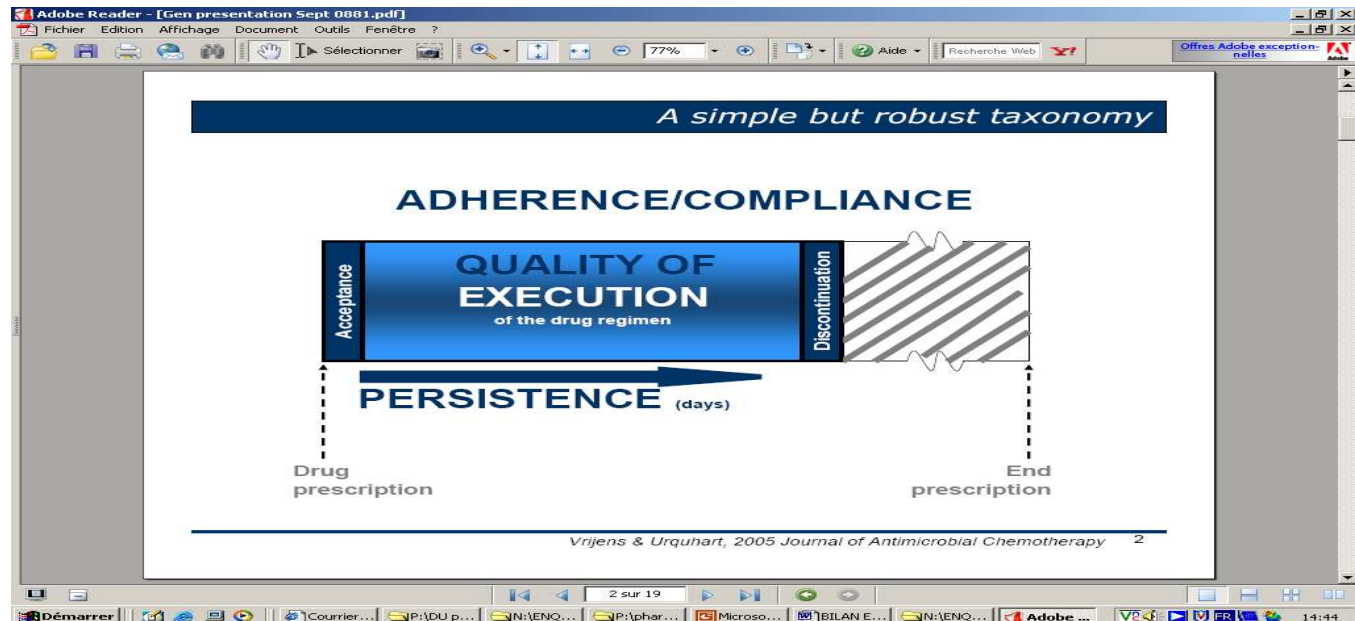 Adobe Reader - [Gen presentation Sept 0881.pdf]
Fichier Edition Affichage Document Outils Fenêtre ?
Sélectionner 77% Aide Recherche Web Y! Offres Adobe exception-
nelles Adobe
A simple but robust taxonomy
ADHERENCE/COMPLIANCE
Acceptance
QUALITY OF
EXECUTION
of the drug regimen
Discontinuation
PERSISTENCE (days)
Drug
prescription
End
prescription
Vrijens & Urquhart, 2005 Journal of Antimicrobial Chemotherapy 2
2 sur 19
Démarrer Courrier... P:\DU p... N:\ENQ... P:\phar... Microso... BILAN E... N:\ENQ... Adobe ... FR 14:44